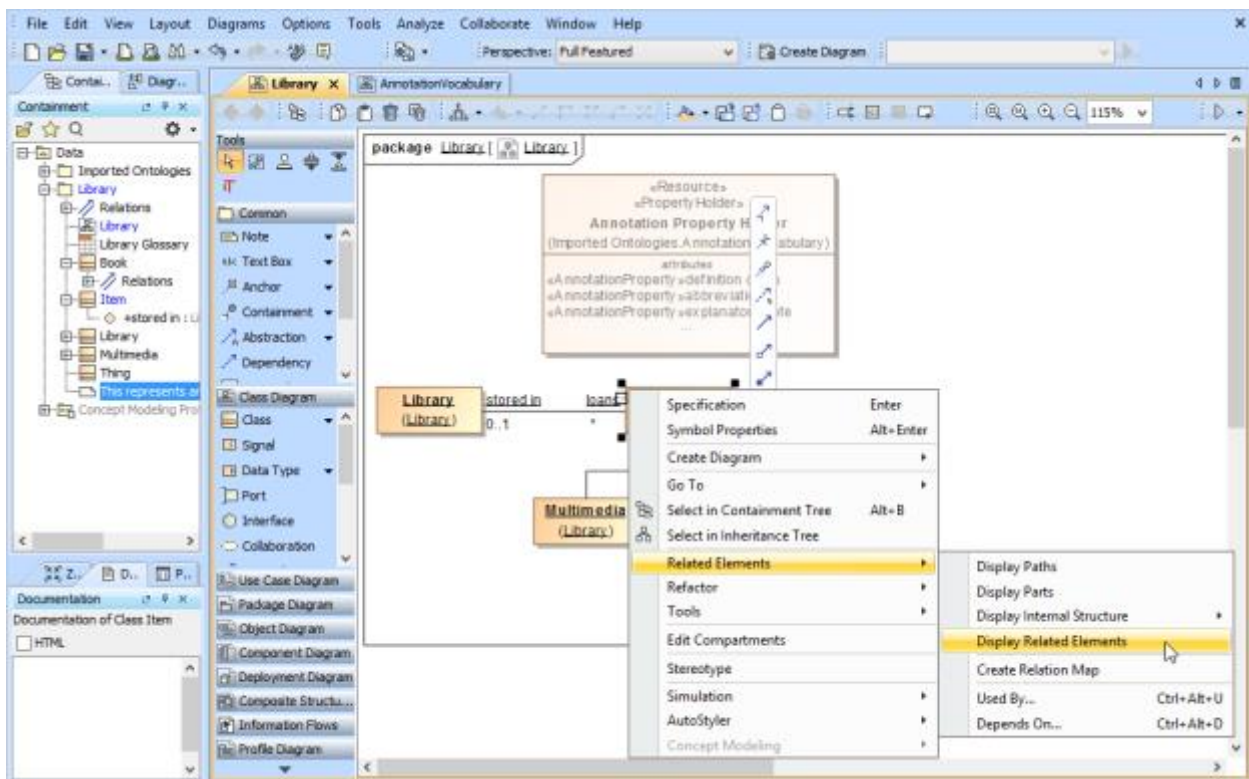 File Edit View Layout Diagrams Options Tools Analyze Collaborate Window Help
Perspective: Full Featured
Create Diagram
Contai.. Diagr..
Library
AnnotationVocabulary
Containment
115%
Data
Imported Ontologies
Library
Relations
Library
Library Glossary
Book
Relations
Item
+stored in : Li
Library
Multimedia
Thing
This represents ar
Concept Modeling Pro
Z.. D.. P..
Documentation
Documentation of Class Item
HTML
Tools
Common
Note
Text Box
Anchor
Containment
Abstraction
Dependency
Class Diagram
Class
Signal
Data Type
Port
Interface
Collaboration
Use Case Diagram
Package Diagram
Object Diagram
Component Diagram
Deployment Diagram
Composite Structu...
Information Flows
Profile Diagram
package Library [ Library ]
«Resource»
«PropertyHolder»
Annotation Property H r
(Imported Ontologies.Annotation abulary)
attributes
«AnnotationProperty»definition
«AnnotationProperty»abbreviati
«AnnotationProperty»explanator te
...
Library
(Library)
stored in
0..1
loans
*
Multimedia
(Library)
Specification Enter
Symbol Properties Alt+Enter
Create Diagram
Go To
Select in Containment Tree Alt+B
Select in Inheritance Tree
Related Elements
Refactor
Tools
Edit Compartments
Stereotype
Simulation
AutoStyler
Concept Modeling
Display Paths
Display Parts
Display Internal Structure
Display Related Elements
Create Relation Map
Used By... Ctrl+Alt+U
Depends On... Ctrl+Alt+D